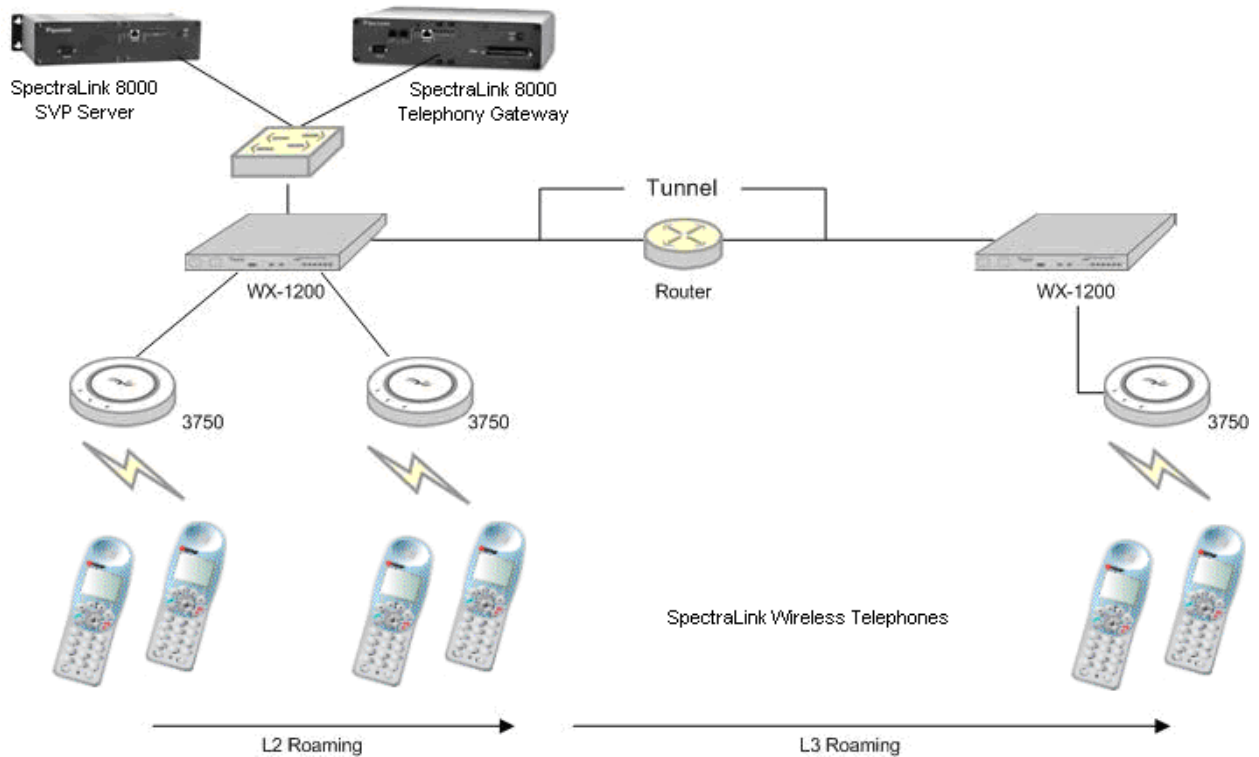 SpectraLink 8000
SVP Server
SpectraLink 8000
Telephony Gateway
Tunnel
WX-1200
Router
WX-1200
3750
3750
3750
SpectraLink Wireless Telephones
L2 Roaming
L3 Roaming